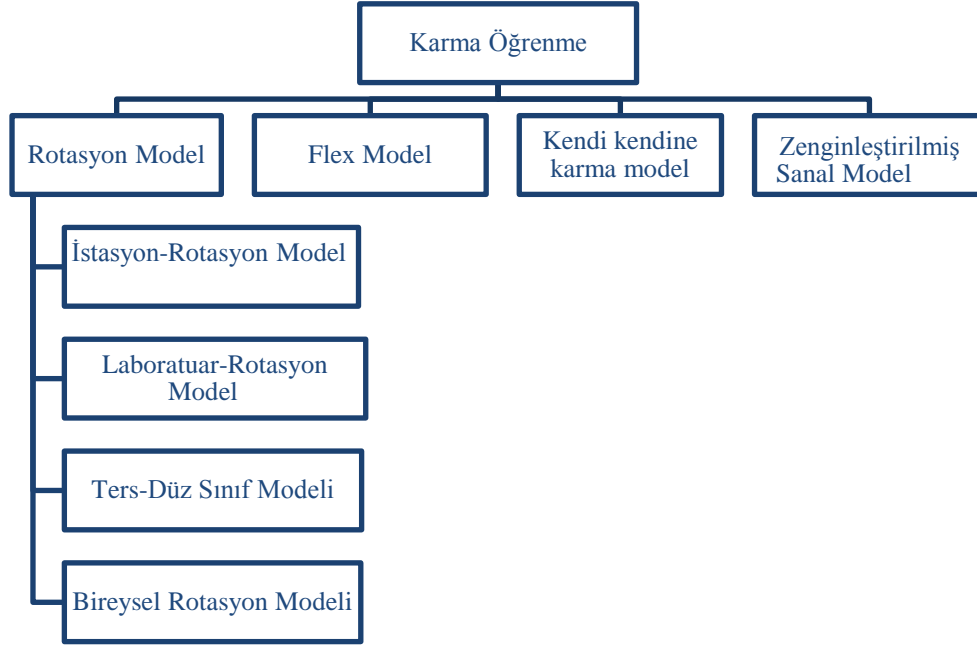 Karma Öğrenme
Rotasyon Model
Flex Model
Kendi kendine
karma model
Zenginleştirilmiş
Sanal Model
İstasyon-Rotasyon Model
Laboratuar-Rotasyon
Model
Ters-Düz Sınıf Modeli
Bireysel Rotasyon Modeli